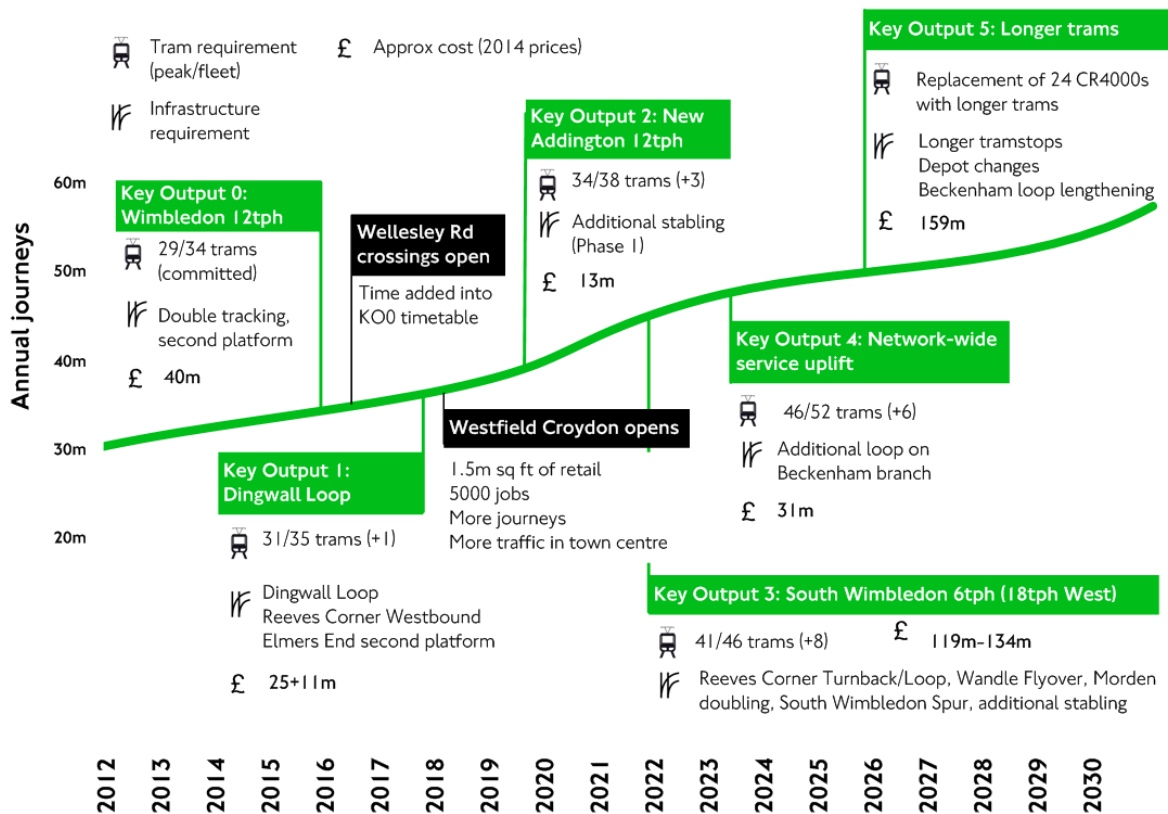 Tram requirement
(peak/fleet)
£ Approx cost (2014 prices)
Infrastructure
requirement
Annual journeys
60m
50m
40m
30m
20m
Key Output 0:
Wimbledon 12tph
29/34 trams
(committed)
Double tracking,
second platform
£ 40m
Wellesley Rd
crossings open
Time added into
KO0 timetable
Key Output 1:
Dingwall Loop
31/35 trams (+1)
Dingwall Loop
Reeves Corner Westbound
Elmers End second platform
£ 25+11m
Westfield Croydon opens
1.5m sq ft of retail
5000 jobs
More journeys
More traffic in town centre
Key Output 2: New
Addington 12tph
34/38 trams (+3)
Additional stabling
(Phase 1)
£ 13m
Key Output 3: South Wimbledon 6tph (18tph West)
41/46 trams (+8)
£ 119m-134m
Reeves Corner Turnback/Loop, Wandle Flyover, Morden
doubling, South Wimbledon Spur, additional stabling
Key Output 4: Network-wide
service uplift
46/52 trams (+6)
Additional loop on
Beckenham branch
£ 31m
Key Output 5: Longer trams
Replacement of 24 CR4000s
with longer trams
Longer tramstops
Depot changes
Beckenham loop lengthening
£ 159m
2012
2013
2014
2015
2016
2017
2018
2019
2020
2021
2022
2023
2024
2025
2026
2027
2028
2029
2030